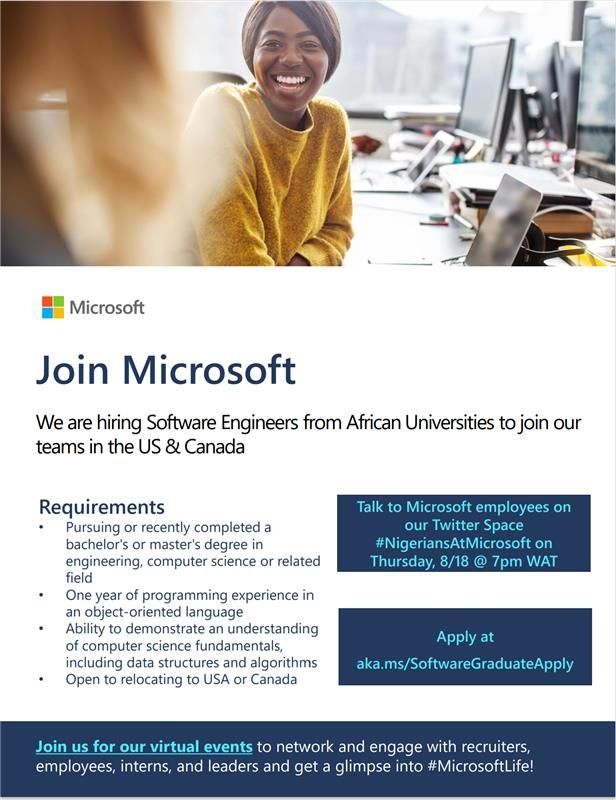 Microsoft
Join Microsoft
We are hiring Software Engineers from African Universities to join our
teams in the US & Canada
Requirements
• Pursuing or recently completed a
bachelor's or master's degree in
engineering, computer science or related
field
• One year of programming experience in
an object-oriented language
• Ability to demonstrate an understanding
of computer science fundamentals,
including data structures and algorithms
• Open to relocating to USA or Canada
Talk to Microsoft employees on
our Twitter Space
#NigeriansAtMicrosoft on
Thursday, 8/18 @ 7pm WAT
Apply at
aka.ms/SoftwareGraduateApply
Join us for our virtual events to network and engage with recruiters,
employees, interns, and leaders and get a glimpse into #MicrosoftLife!